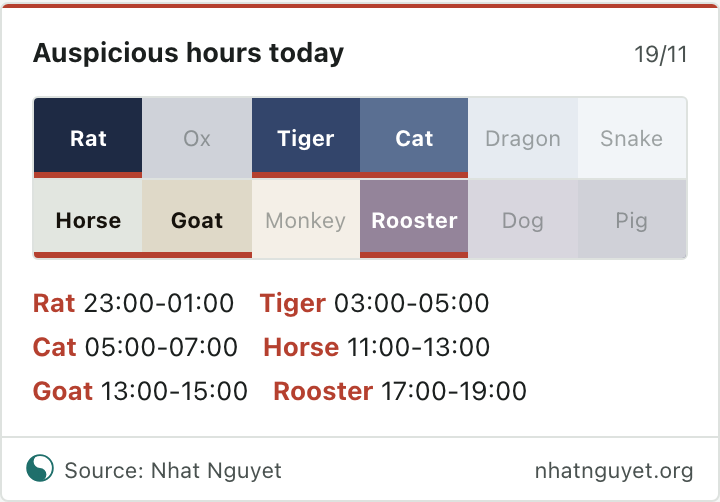 Auspicious hours today 19/11
Rat Ox Tiger Cat Dragon Snake
Horse Goat Monkey Rooster Dog Pig
Rat 23:00-01:00 Tiger 03:00-05:00
Cat 05:00-07:00 Horse 11:00-13:00
Goat 13:00-15:00 Rooster 17:00-19:00
Source: Nhat Nguyet nhatnguyet.org